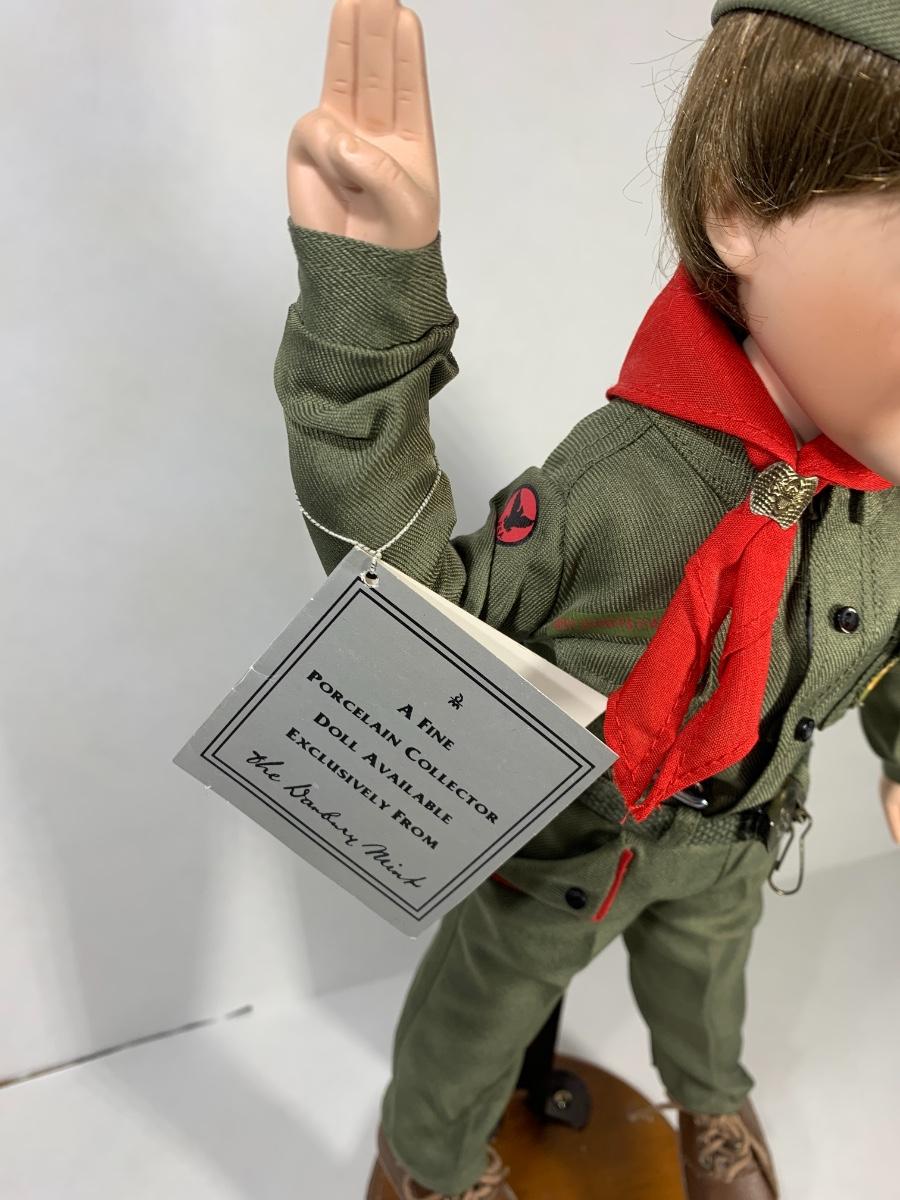 A FINE
PORCELAIN COLLECTOR
DOLL AVAILABLE
EXCLUSIVELY FROM
the Danbury Mint